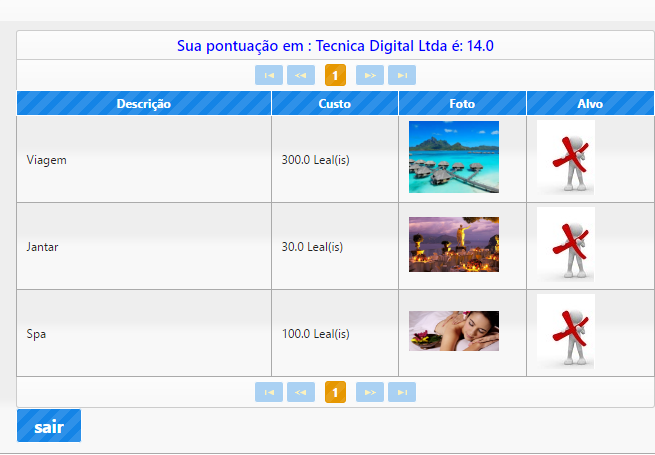 Sua pontuação em : Tecnica Digital Ltda é: 14.0
1
Descrição Custo Foto Alvo
Viagem 300.0 Leal(is)
Jantar 30.0 Leal(is)
Spa 100.0 Leal(is)
1
sair